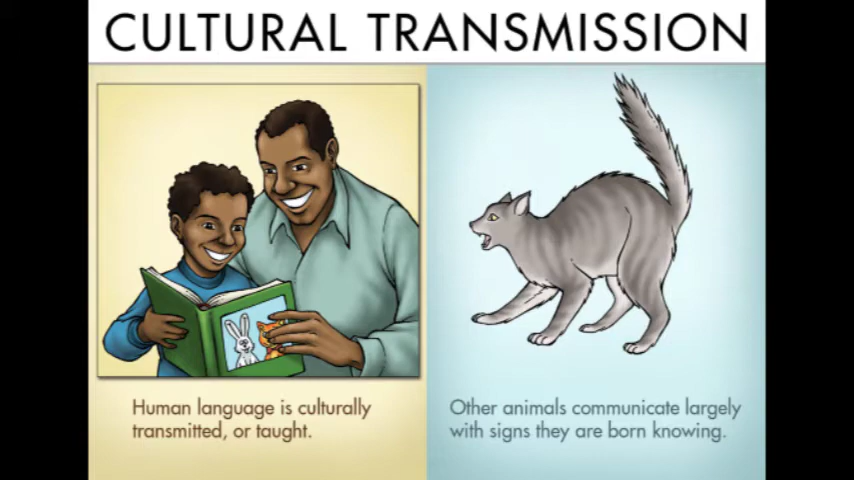 CULTURAL TRANSMISSION
Human language is culturally
transmitted, or taught.
Other animals communicate largely
with signs they are born knowing.